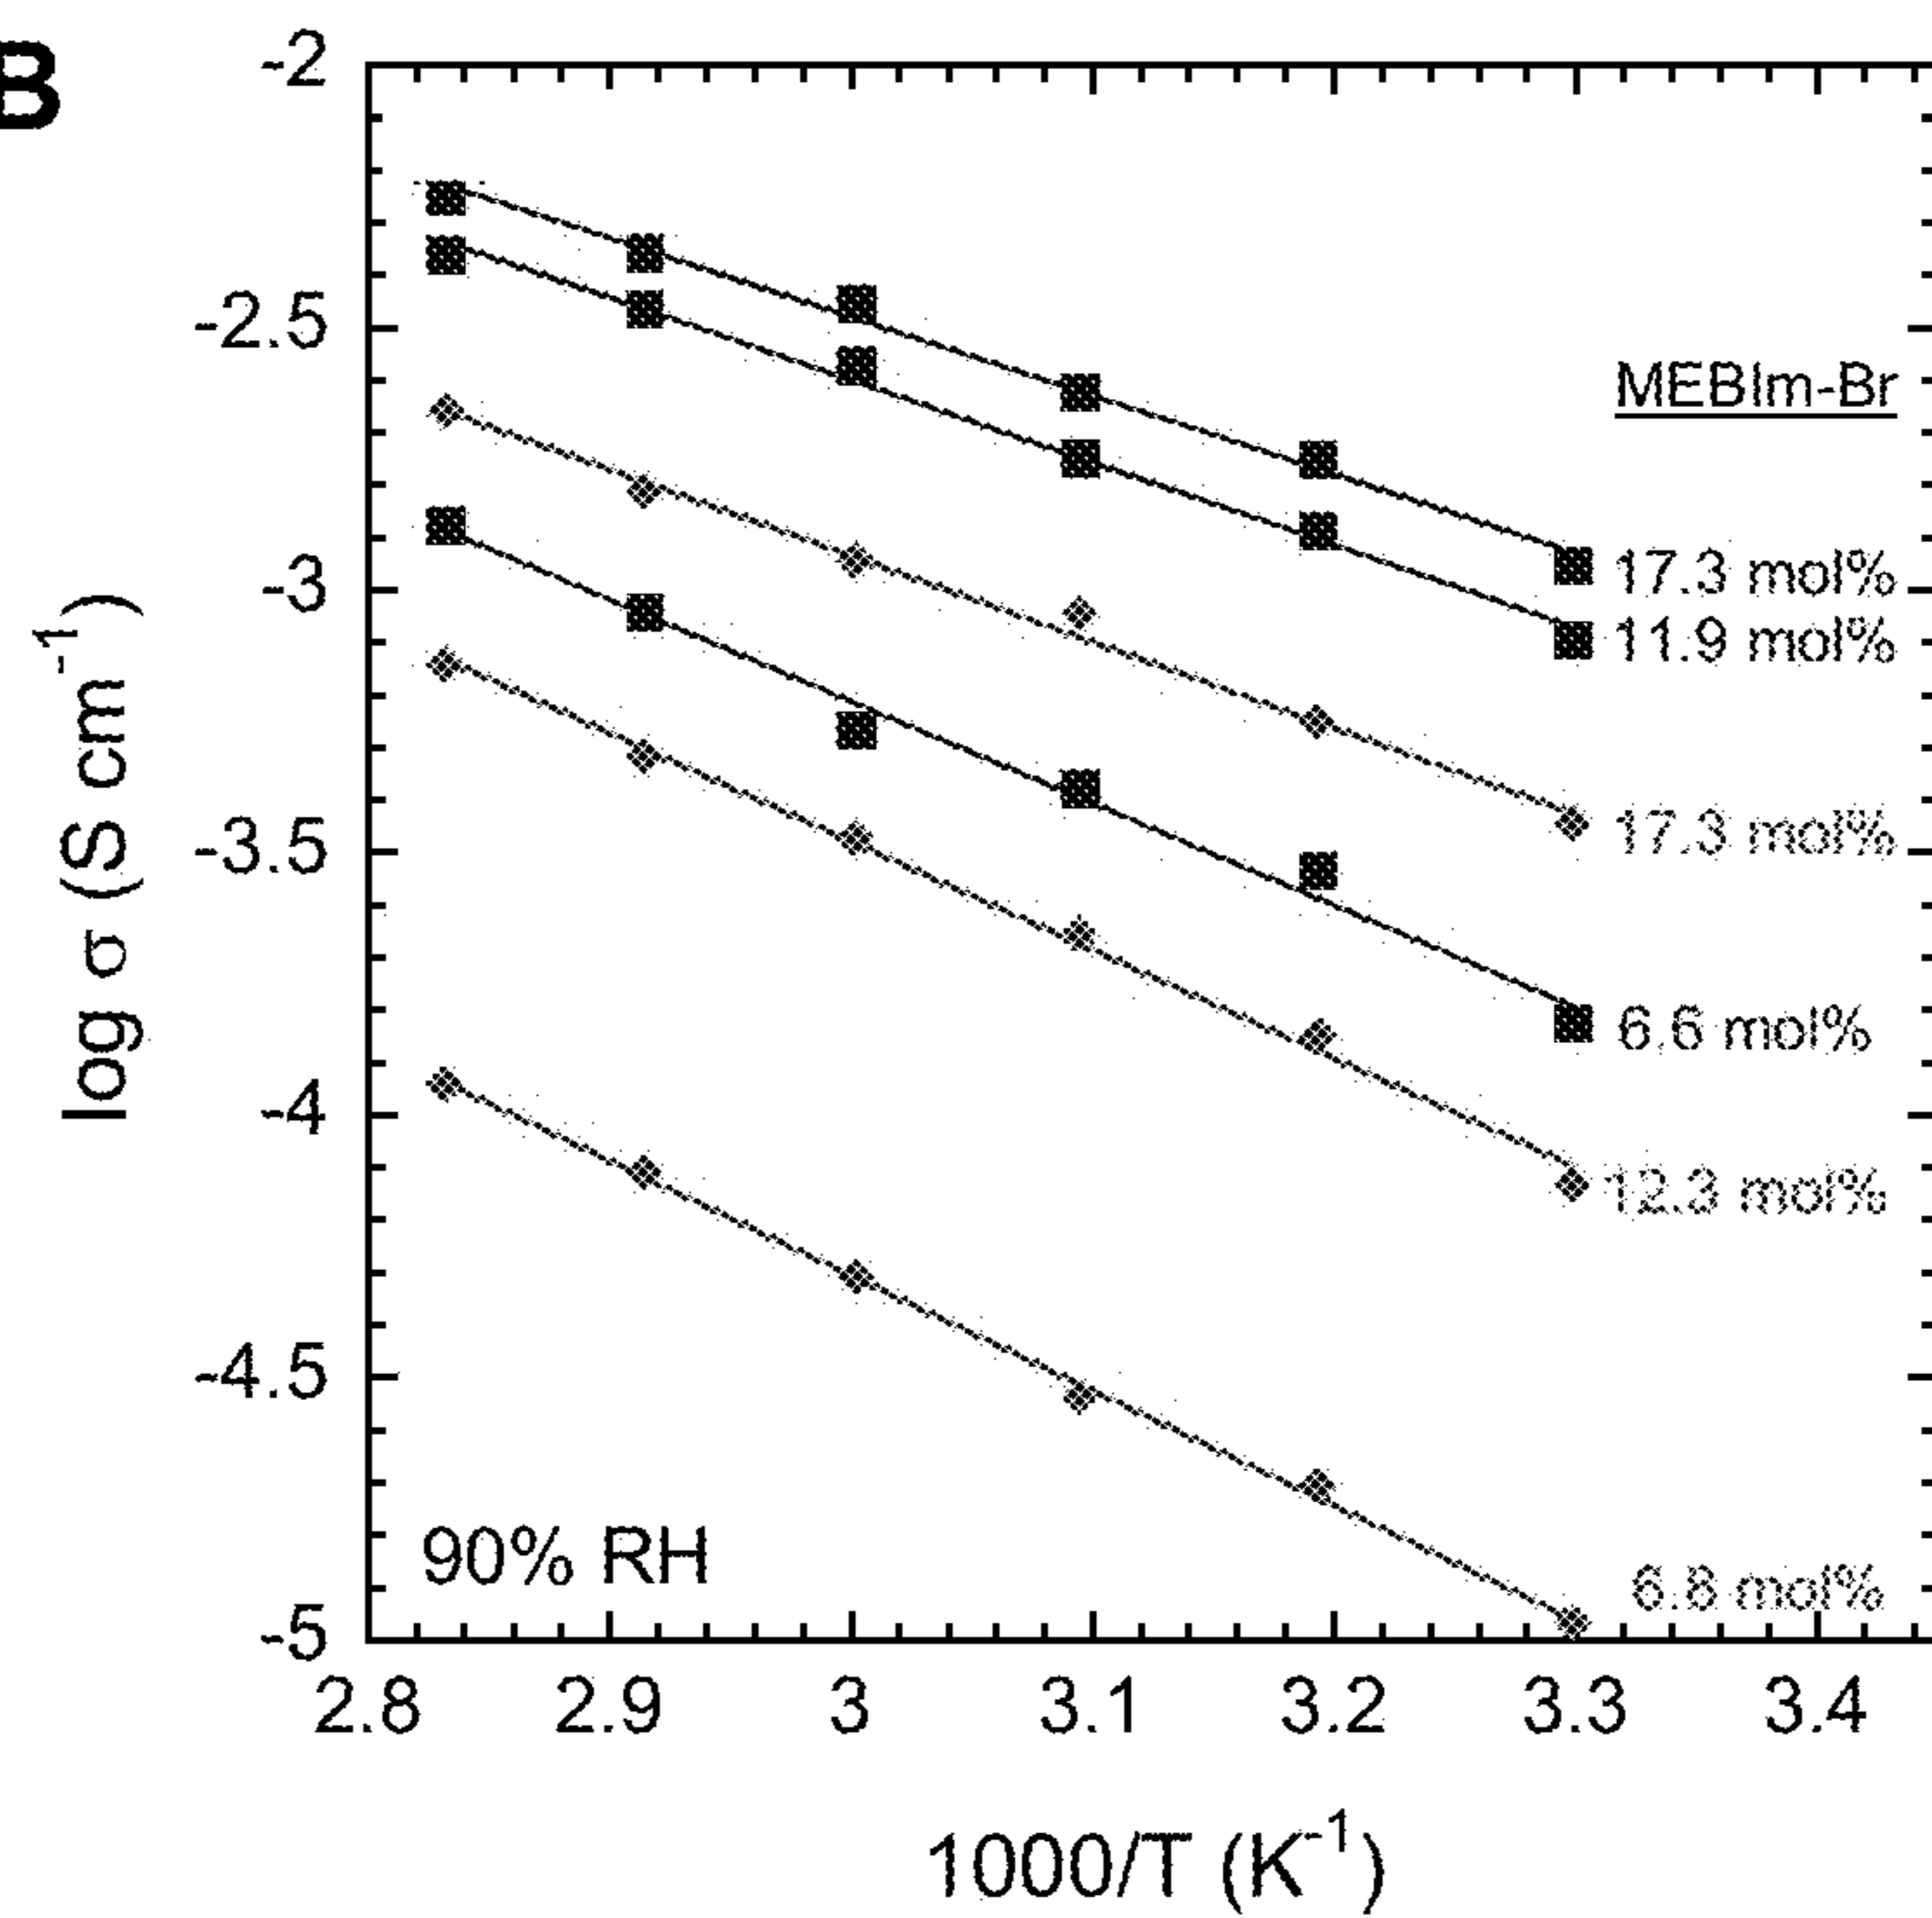 B
-2
-2.5
-3
-3.5
-4
-4.5
-5
log σ (S cm⁻¹)
MEBIm-Br
17.3 mol%
11.9 mol%
17.3 mol%
6.6 mol%
12.3 mol%
6.8 mol%
90% RH
2.8 2.9 3 3.1 3.2 3.3 3.4
1000/T (K⁻¹)